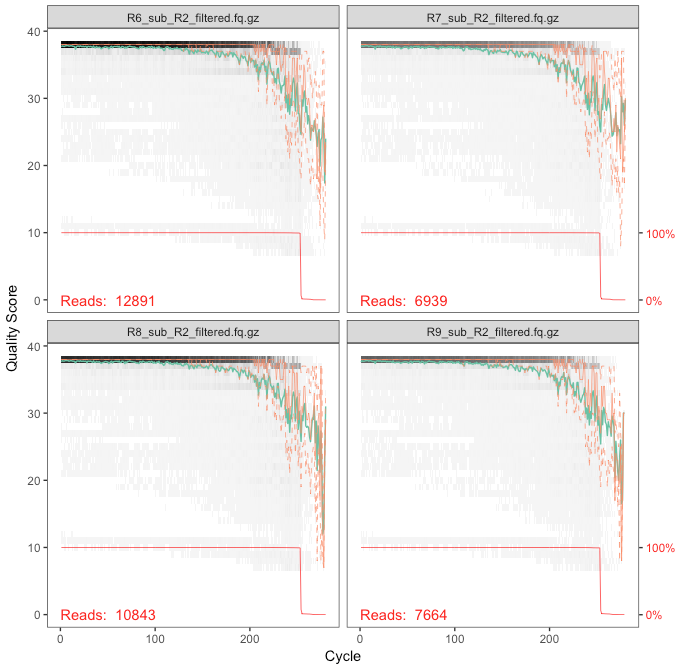 R6_sub_R2_filtered.fq.gz
R7_sub_R2_filtered.fq.gz
40
30
20
10
0
100%
0%
Reads: 12891
Reads: 6939
Quality Score
R8_sub_R2_filtered.fq.gz
R9_sub_R2_filtered.fq.gz
40
30
20
10
0
100%
0%
Reads: 10843
Reads: 7664
0
100
200
0
100
200
Cycle